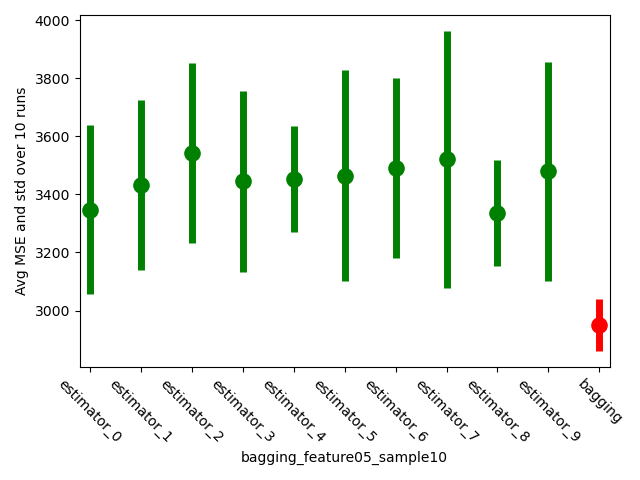 Avg MSE and std over 10 runs
4000
3800
3600
3400
3200
3000
estimator_0
estimator_1
estimator_2
estimator_3
estimator_4
estimator_5
estimator_6
estimator_7
estimator_8
estimator_9
bagging
bagging_feature05_sample10